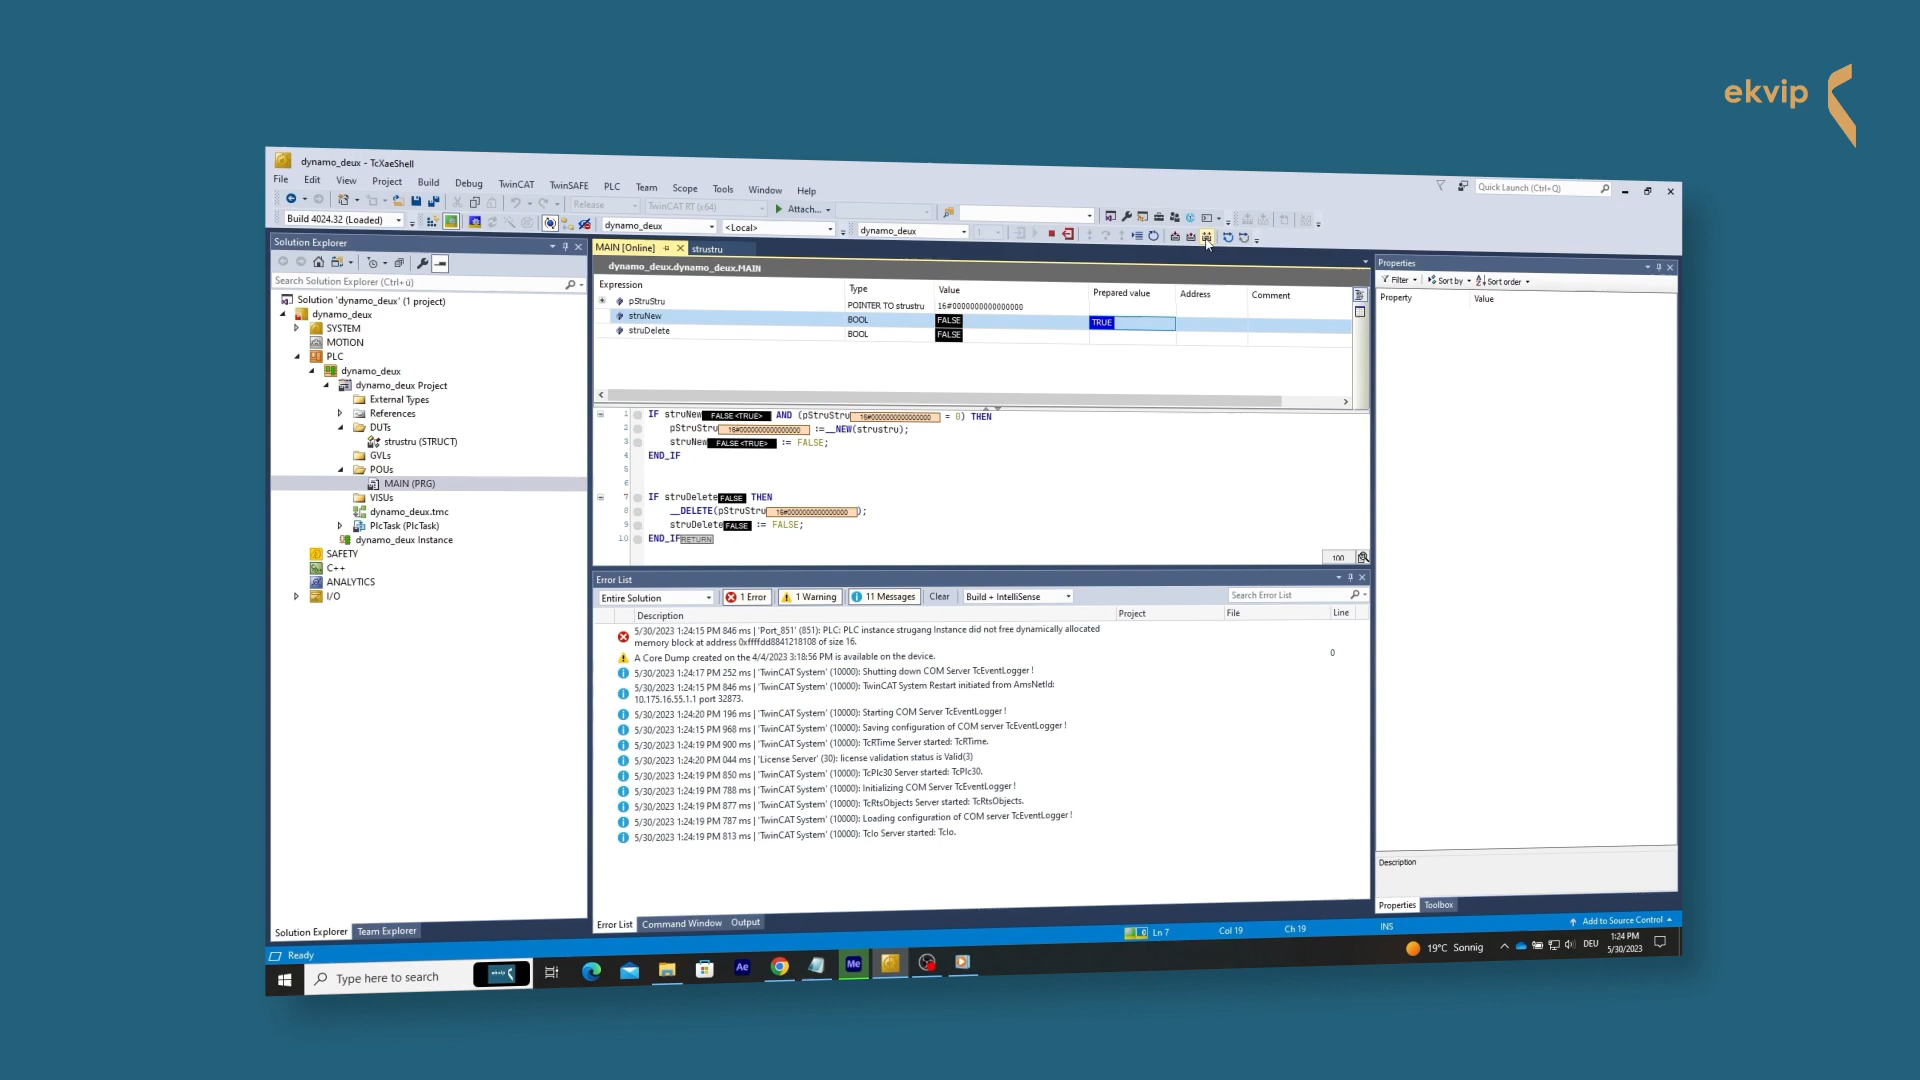 ekvip
dynamo_deux - TcXaeShell
Quick Launch (Ctrl+Q)
File Edit View Project Build Debug TwinCAT TwinSAFE PLC Team Scope Tools Window Help
Release TwinCAT RT (x64) Attach...
Build 4024.32 (Loaded) dynamo_deux <Local> dynamo_deux 1
Solution Explorer
Search Solution Explorer (Ctrl+ü)
Solution 'dynamo_deux' (1 project)
dynamo_deux
SYSTEM
MOTION
PLC
dynamo_deux
dynamo_deux Project
External Types
References
DUTs
strustru (STRUCT)
GVLs
POUs
MAIN (PRG)
VISUs
dynamo_deux.tmc
PlcTask (PlcTask)
dynamo_deux Instance
SAFETY
C++
ANALYTICS
I/O
Solution Explorer Team Explorer
MAIN [Online] strustru
dynamo_deux.dynamo_deux.MAIN
Expression Type Value Prepared value Address Comment
pStruStru POINTER TO strustru 16#0000000000000000
struNew BOOL FALSE TRUE
struDelete BOOL FALSE
1 IF struNew FALSE<TRUE> AND (pStruStru 16#0000000000000000 = 0) THEN
2 pStruStru 16#0000000000000000 :=__NEW(strustru);
3 struNew FALSE<TRUE> := FALSE;
4 END_IF
5
6
7 IF struDelete FALSE THEN
8 __DELETE(pStruStru 16#0000000000000000 );
9 struDelete FALSE := FALSE;
10 END_IF RETURN
100
Error List
Entire Solution 1 Error 1 Warning 11 Messages Clear Build + IntelliSense Search Error List
Description Project File Line
5/30/2023 1:24:15 PM 846 ms | 'Port_851' (851): PLC: PLC instance strugang Instance did not free dynamically allocated
memory block at address 0xffffdd8841218108 of size 16.
A Core Dump created on the 4/4/2023 3:18:56 PM is available on the device. 0
5/30/2023 1:24:17 PM 252 ms | 'TwinCAT System' (10000): Shutting down COM Server TcEventLogger !
5/30/2023 1:24:15 PM 846 ms | 'TwinCAT System' (10000): TwinCAT System Restart initiated from AmsNetId:
10.175.16.55.1.1 port 32873.
5/30/2023 1:24:20 PM 196 ms | 'TwinCAT System' (10000): Starting COM Server TcEventLogger !
5/30/2023 1:24:15 PM 968 ms | 'TwinCAT System' (10000): Saving configuration of COM server TcEventLogger !
5/30/2023 1:24:19 PM 900 ms | 'TwinCAT System' (10000): TcRTime Server started: TcRTime.
5/30/2023 1:24:20 PM 044 ms | 'License Server' (30): license validation status is Valid(3)
5/30/2023 1:24:19 PM 850 ms | 'TwinCAT System' (10000): TcPlc30 Server started: TcPlc30.
5/30/2023 1:24:19 PM 788 ms | 'TwinCAT System' (10000): Initializing COM Server TcEventLogger !
5/30/2023 1:24:19 PM 877 ms | 'TwinCAT System' (10000): TcRtsObjects Server started: TcRtsObjects.
5/30/2023 1:24:19 PM 787 ms | 'TwinCAT System' (10000): Loading configuration of COM server TcEventLogger !
5/30/2023 1:24:19 PM 813 ms | 'TwinCAT System' (10000): TcIo Server started: TcIo.
Error List Command Window Output
Properties
Filter Sort by Sort order
Property Value
Description
Properties Toolbox
Ready Ln 7 Col 19 Ch 19 INS Add to Source Control
Type here to search ekvip Ae Me 19°C Sonnig DEU 1:24 PM
5/30/2023